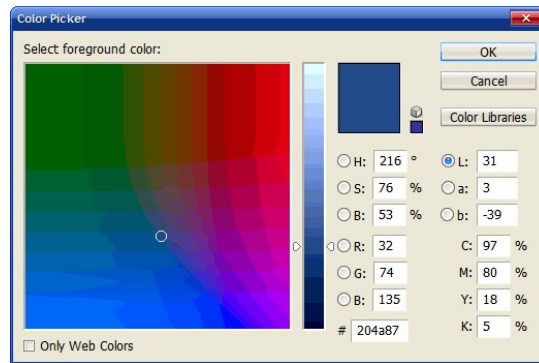 Color Picker
Select foreground color:
OK
Cancel
Color Libraries
H: 216 °
S: 76 %
B: 53 %
R: 32
G: 74
B: 135
# 204a87
L: 31
a: 3
b: -39
C: 97 %
M: 80 %
Y: 18 %
K: 5 %
Only Web Colors